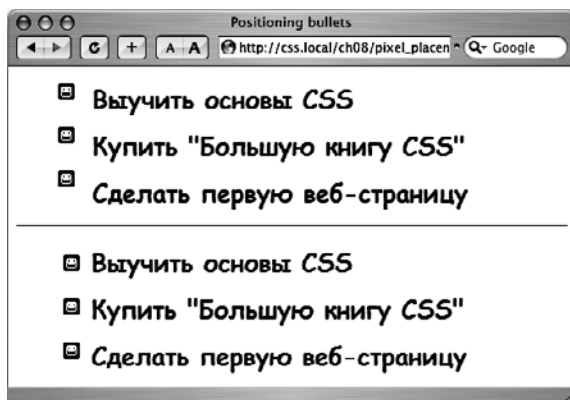 Positioning bullets
A A http://css.local/ch08/pixel_placen Google
Выучить основы CSS
Купить "Большую книгу CSS"
Сделать первую веб-страницу
Выучить основы CSS
Купить "Большую книгу CSS"
Сделать первую веб-страницу